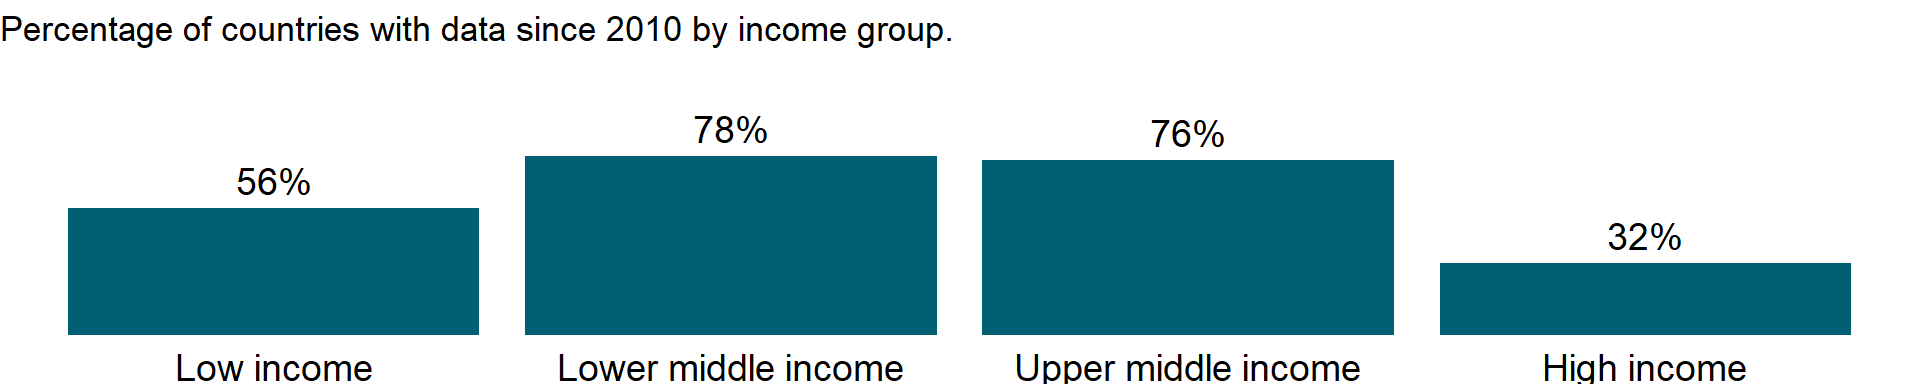 Percentage of countries with data since 2010 by income group.
78%
76%
56%
32%
Low income Lower middle income Upper middle income High income